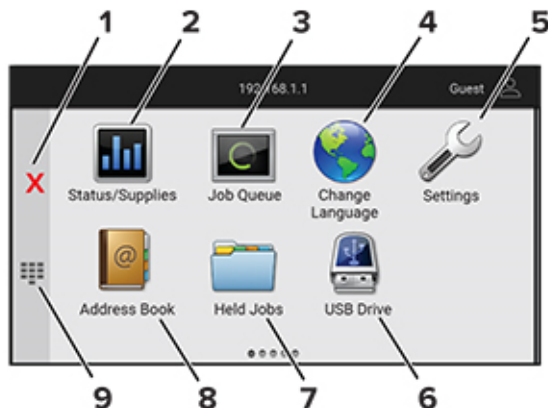 1 2 3 4 5
192.168.1.1 Guest
X
Status/Supplies Job Queue Change Language Settings
@
Address Book Held Jobs USB Drive
9 8 7 6